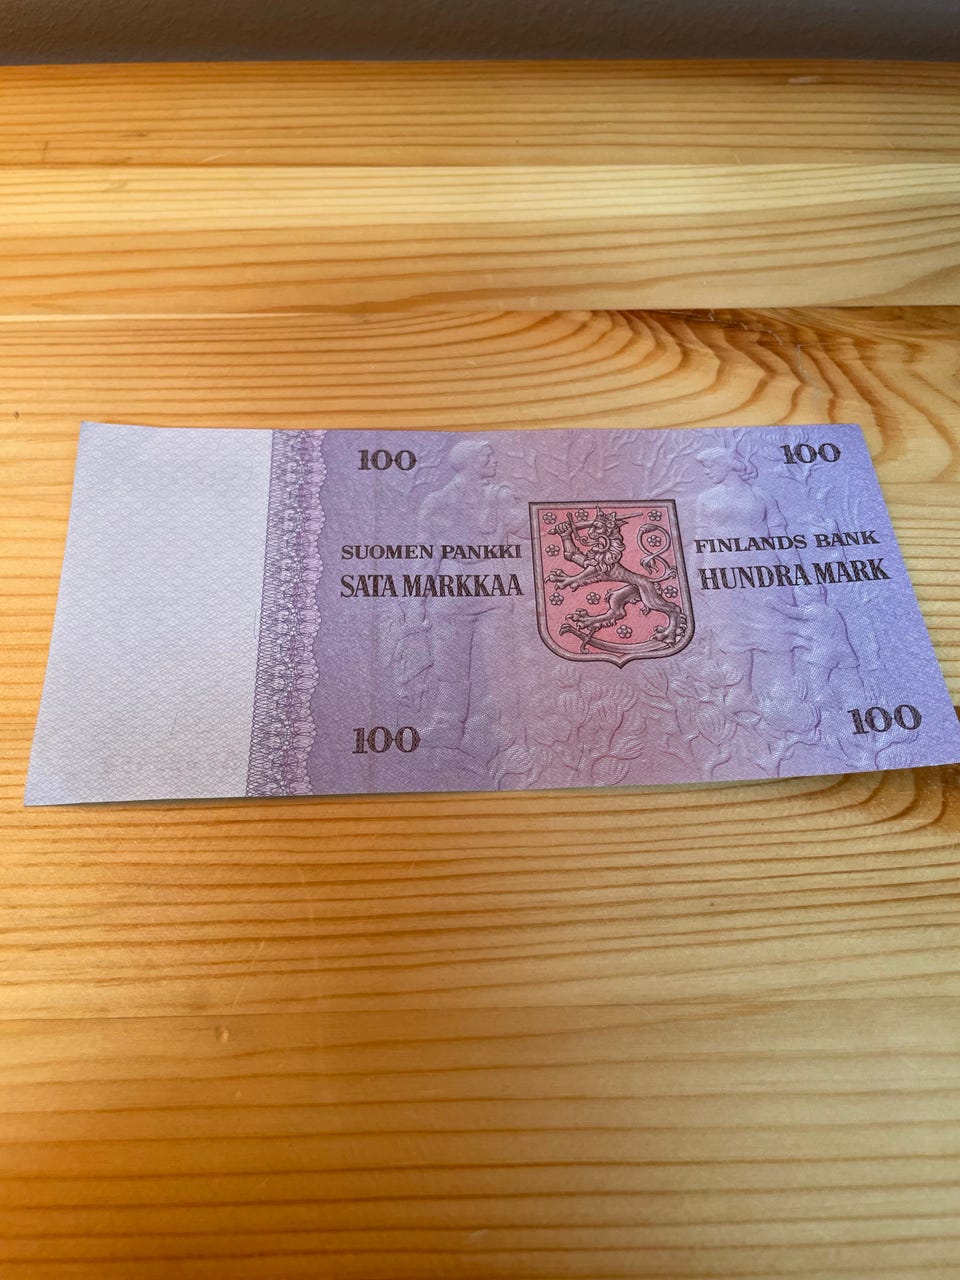 100
100
SUOMEN PANKKI
SATA MARKKAA
FINLANDS BANK
HUNDRA MARK
100
100